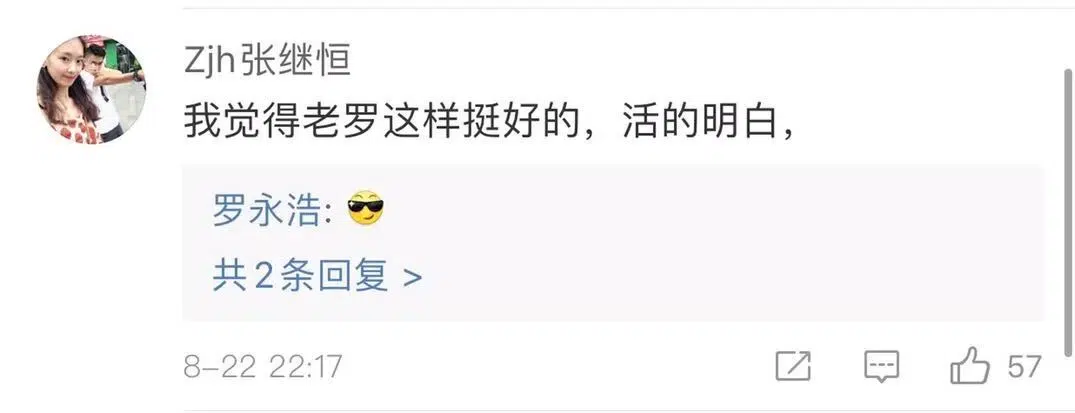 Zjh张继恒
我觉得老罗这样挺好的，活的明白，
罗永浩: 😎
共2条回复 >
8-22 22:17
57